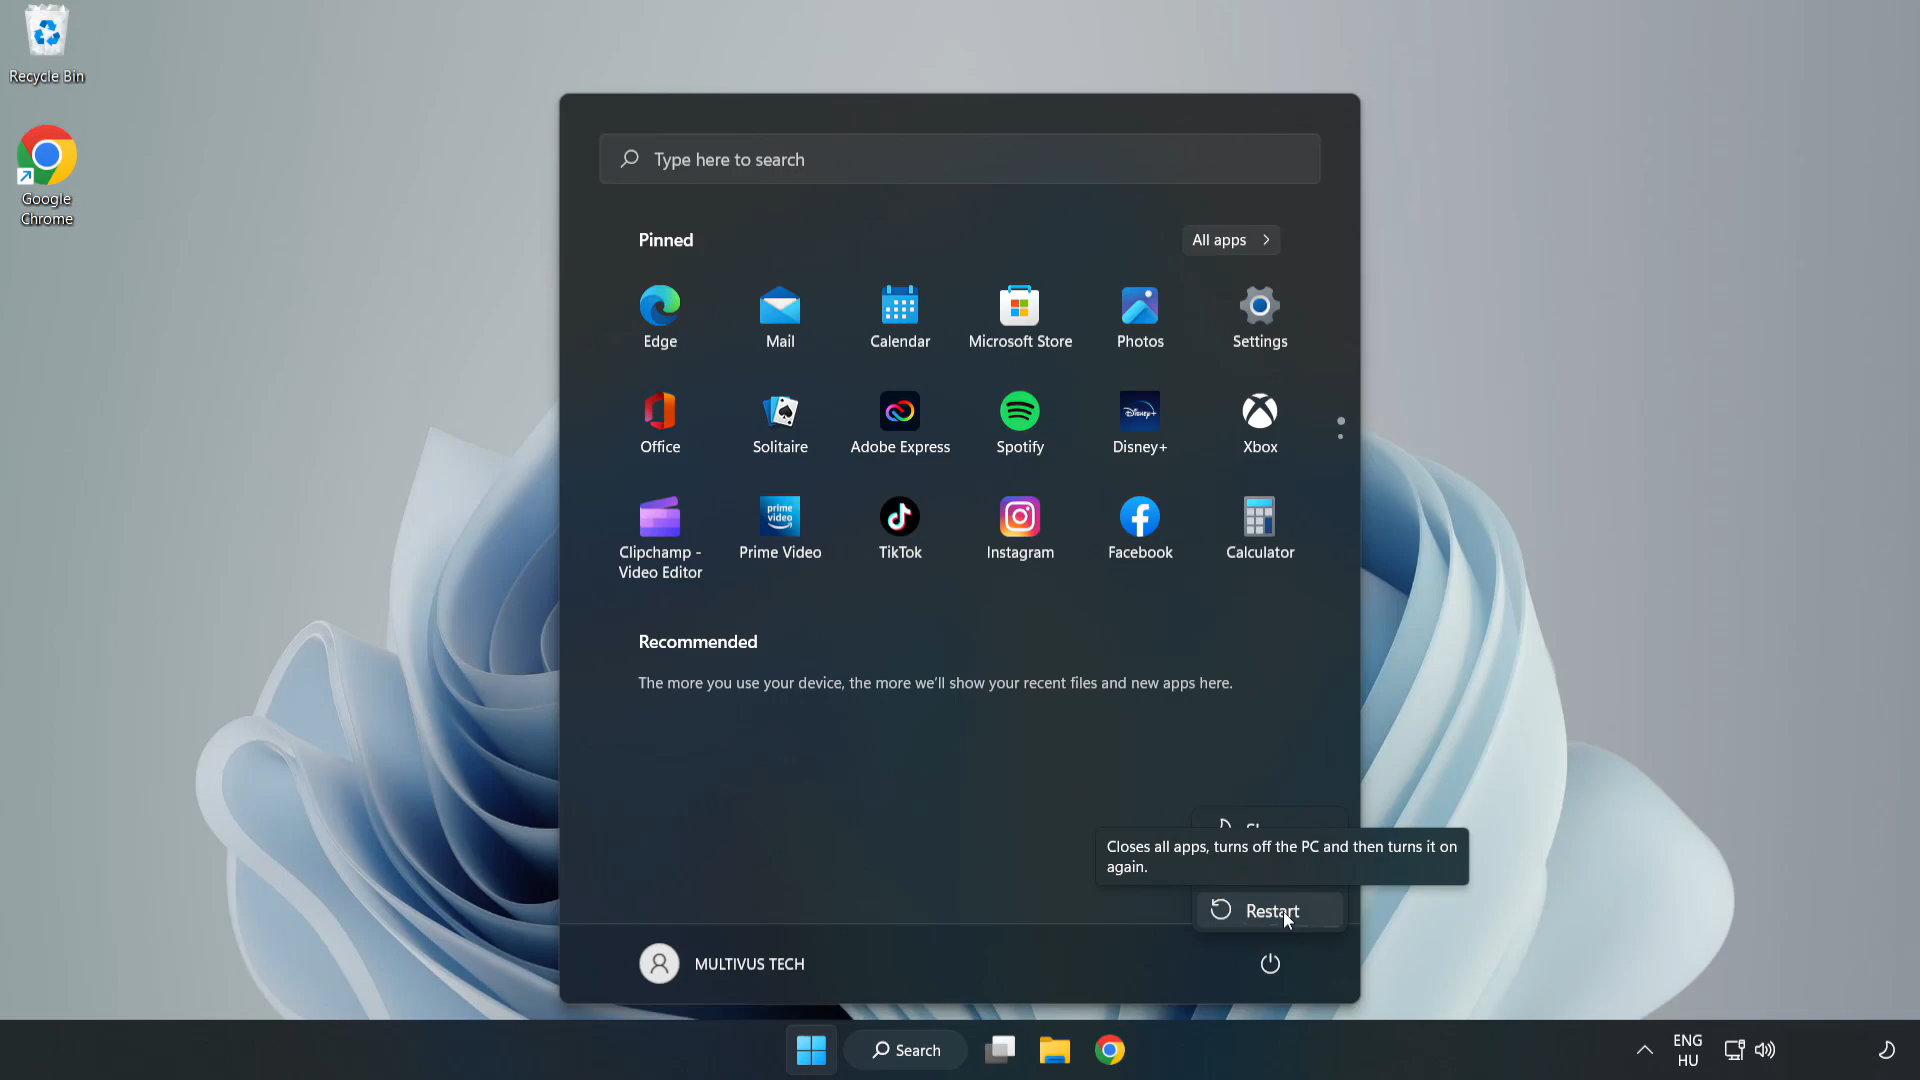 Recycle Bin
Google
Chrome
Type here to search
Pinned
All apps
Edge
Mail
Calendar
Microsoft Store
Photos
Settings
Office
Solitaire
Adobe Express
Spotify
Disney+
Disney+
Xbox
prime
video
Clipchamp -
Video Editor
Prime Video
TikTok
Instagram
Facebook
Calculator
Recommended
The more you use your device, the more we’ll show your recent files and new apps here.
Closes all apps, turns off the PC and then turns it on
again.
Restart
MULTIVUS TECH
Search
ENG
HU